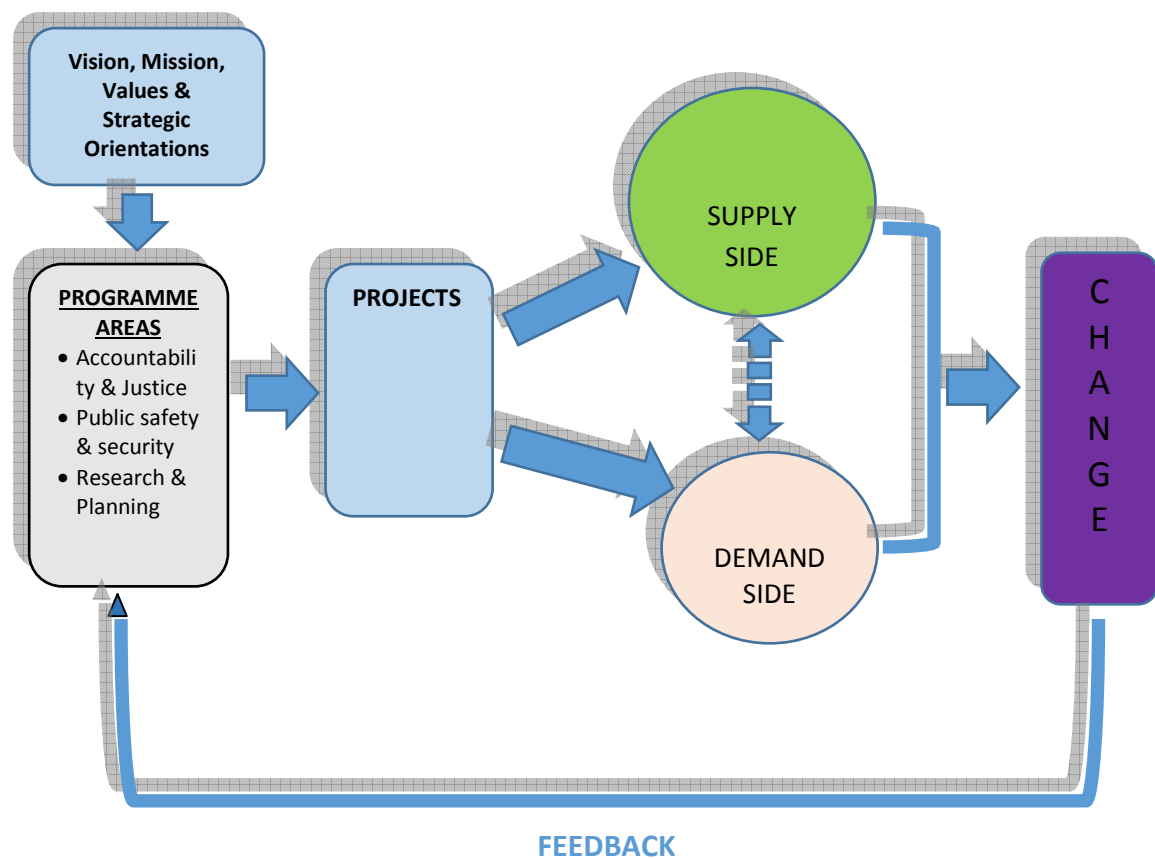 Vision, Mission,
Values &
Strategic
Orientations
PROGRAMME
AREAS
• Accountabili
ty & Justice
• Public safety
& security
• Research &
Planning
PROJECTS
SUPPLY
SIDE
DEMAND
SIDE
C
H
A
N
G
E
FEEDBACK